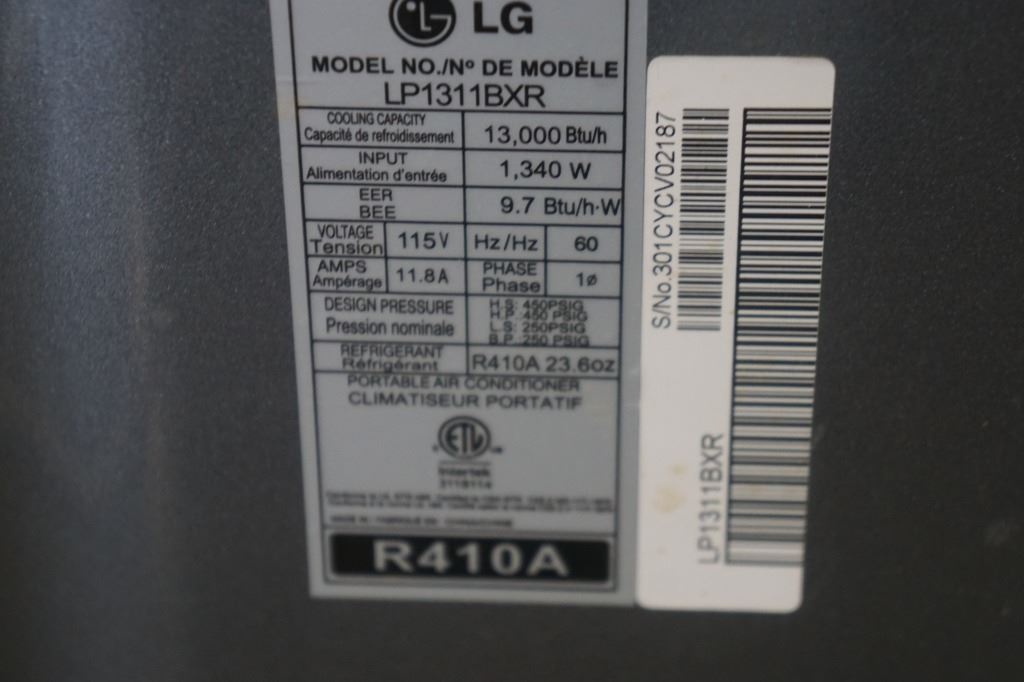 LG
MODEL NO./Nº DE MODÈLE
LP1311BXR
COOLING CAPACITY
Capacité de refroidissement
13,000 Btu/h
INPUT
Alimentation d'entrée
1,340 W
EER
BEE
9.7 Btu/h·W
VOLTAGE
Tension
115V
Hz/Hz
60
AMPS
Ampérage
11.8A
PHASE
Phase
1ø
DESIGN PRESSURE
Pression nominale
H.S: 450PSIG
H.P: 450 PSIG
L.S: 250PSIG
B.P: 250 PSIG
REFRIGERANT
Réfrigérant
R410A 23.6oz
PORTABLE AIR CONDITIONER
CLIMATISEUR PORTATIF
ETL
Intertek
R410A
S/No.301CYCV02187
LP1311BXR